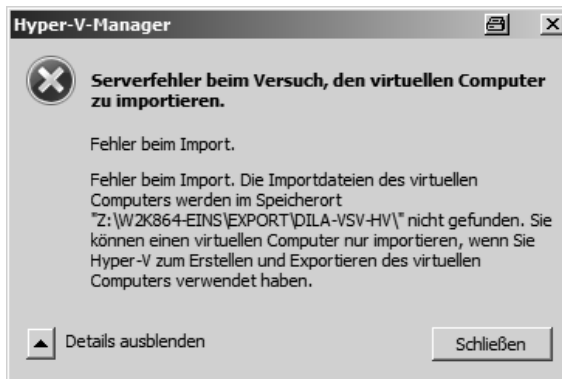 Hyper-V-Manager
Serverfehler beim Versuch, den virtuellen Computer
zu importieren.
Fehler beim Import.
Fehler beim Import. Die Importdateien des virtuellen
Computers werden im Speicherort
"Z:\W2K864-EINS\EXPORT\DILA-VSV-HV\" nicht gefunden. Sie
können einen virtuellen Computer nur importieren, wenn Sie
Hyper-V zum Erstellen und Exportieren des virtuellen
Computers verwendet haben.
Details ausblenden
Schließen